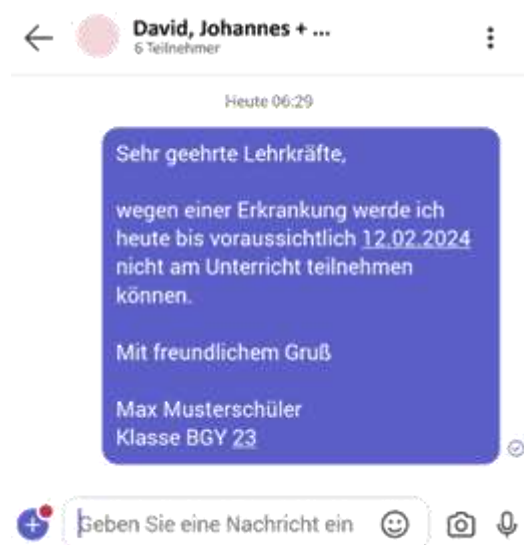 David, Johannes + ...
6 Teilnehmer
Heute 06:29
Sehr geehrte Lehrkräfte,
wegen einer Erkrankung werde ich
heute bis voraussichtlich 12.02.2024
nicht am Unterricht teilnehmen
können.
Mit freundlichem Gruß
Max Musterschüler
Klasse BGY 23
Geben Sie eine Nachricht ein